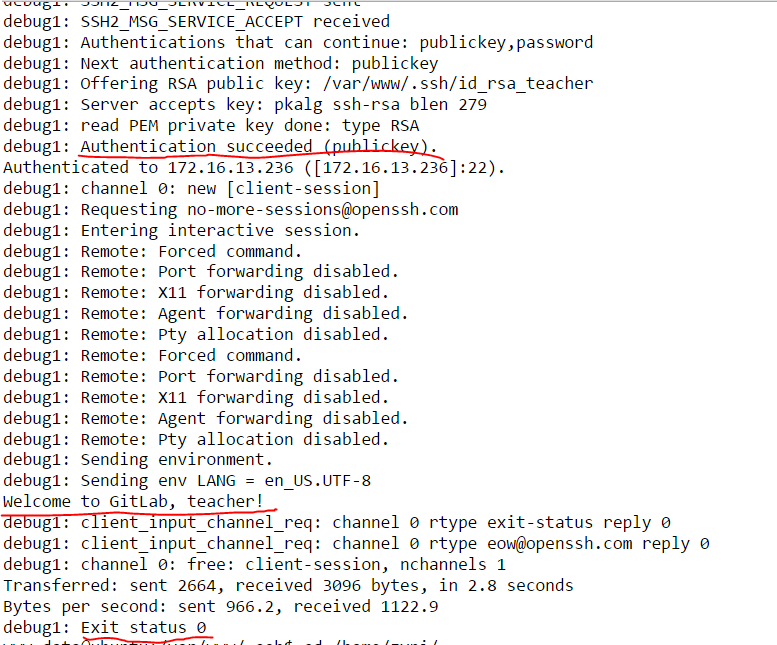 debug1: SSH2_MSG_SERVICE_REQUEST sent
debug1: SSH2_MSG_SERVICE_ACCEPT received
debug1: Authentications that can continue: publickey,password
debug1: Next authentication method: publickey
debug1: Offering RSA public key: /var/www/.ssh/id_rsa_teacher
debug1: Server accepts key: pkalg ssh-rsa blen 279
debug1: read PEM private key done: type RSA
debug1: Authentication succeeded (publickey).
Authenticated to 172.16.13.236 ([172.16.13.236]:22).
debug1: channel 0: new [client-session]
debug1: Requesting no-more-sessions@openssh.com
debug1: Entering interactive session.
debug1: Remote: Forced command.
debug1: Remote: Port forwarding disabled.
debug1: Remote: X11 forwarding disabled.
debug1: Remote: Agent forwarding disabled.
debug1: Remote: Pty allocation disabled.
debug1: Remote: Forced command.
debug1: Remote: Port forwarding disabled.
debug1: Remote: X11 forwarding disabled.
debug1: Remote: Agent forwarding disabled.
debug1: Remote: Pty allocation disabled.
debug1: Sending environment.
debug1: Sending env LANG = en_US.UTF-8
Welcome to GitLab, teacher!
debug1: client_input_channel_req: channel 0 rtype exit-status reply 0
debug1: client_input_channel_req: channel 0 rtype eow@openssh.com reply 0
debug1: channel 0: free: client-session, nchannels 1
Transferred: sent 2664, received 3096 bytes, in 2.8 seconds
Bytes per second: sent 966.2, received 1122.9
debug1: Exit status 0